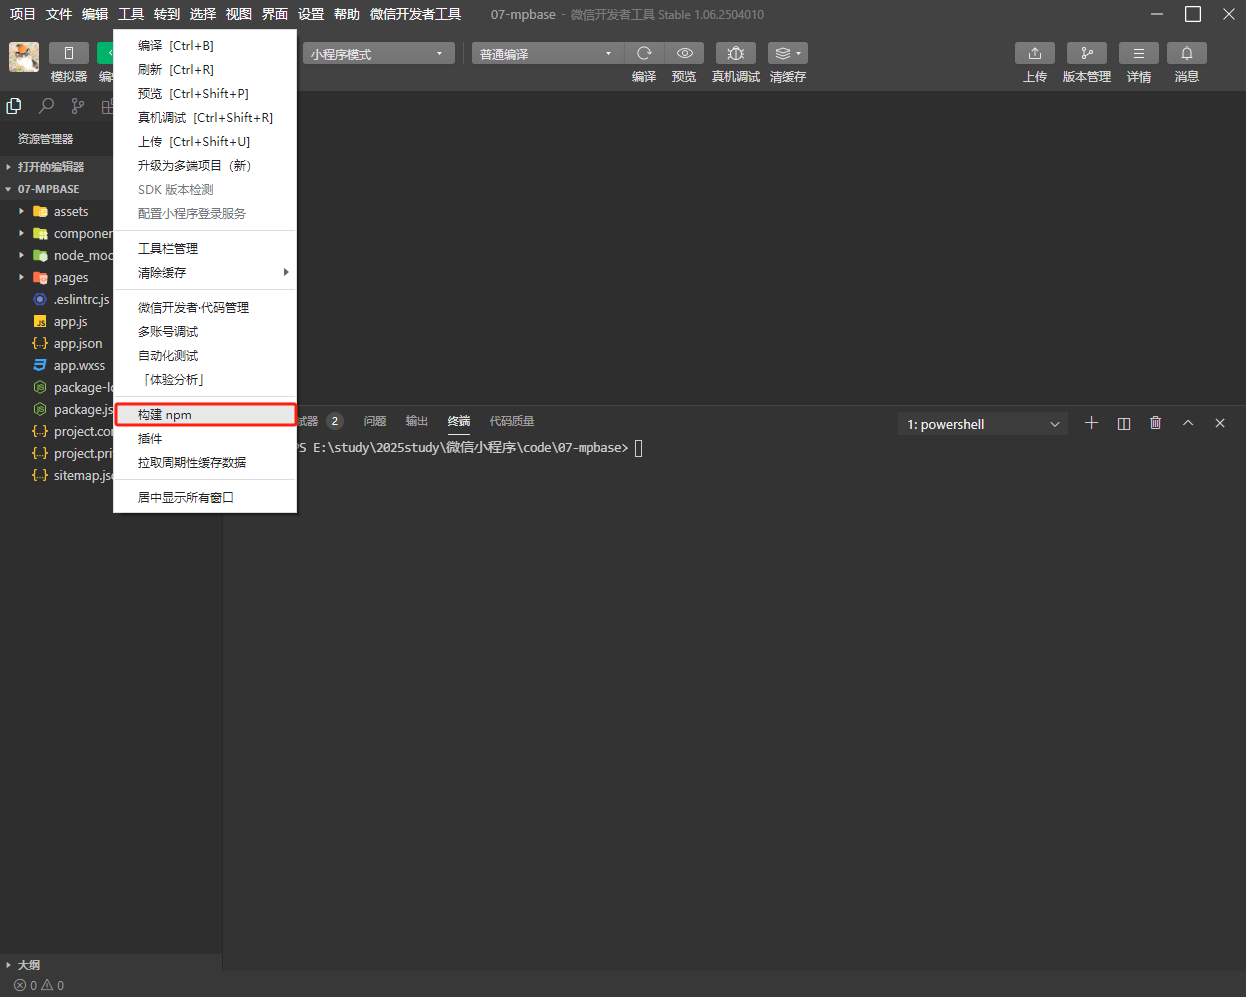 项目 文件 编辑 工具 转到 选择 视图 界面 设置 帮助 微信开发者工具 07-mpbase - 微信开发者工具 Stable 1.06.2504010
小程序模式 普通编译
模拟器 编 编译 预览 真机调试 清缓存 上传 版本管理 详情 消息
编译 [Ctrl+B]
刷新 [Ctrl+R]
预览 [Ctrl+Shift+P]
真机调试 [Ctrl+Shift+R]
上传 [Ctrl+Shift+U]
升级为多端项目（新）
SDK 版本检测
配置小程序登录服务
工具栏管理
清除缓存
微信开发者·代码管理
多账号调试
自动化测试
「体验分析」
构建 npm
插件
拉取周期性缓存数据
居中显示所有窗口
资源管理器
打开的编辑器
07-MPBASE
assets
componen
node_mod
pages
.eslintrc.js
app.js
app.json
app.wxss
package-lo
package.js
project.con
project.priv
sitemap.jso
试器 2 问题 输出 终端 代码质量 1: powershell
PS E:\study\2025study\微信小程序\code\07-mpbase>
大纲
0 0